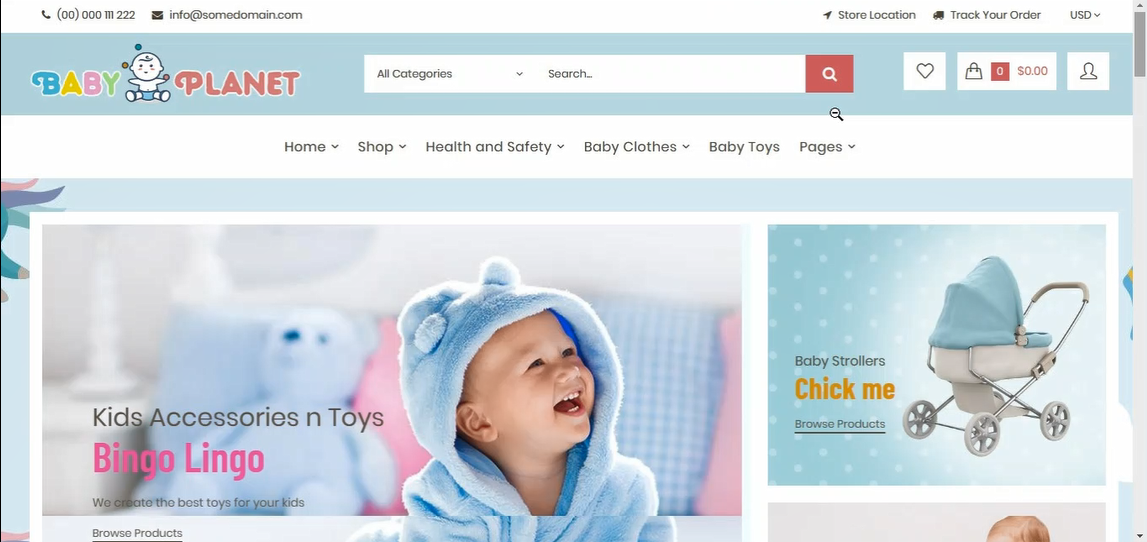 (00) 000 111 222 info@somedomain.com Store Location Track Your Order USD
BABY PLANET All Categories Search... 0 $0.00
Home Shop Health and Safety Baby Clothes Baby Toys Pages
Kids Accessories n Toys
Bingo Lingo
We create the best toys for your kids
Browse Products
Baby Strollers
Chick me
Browse Products